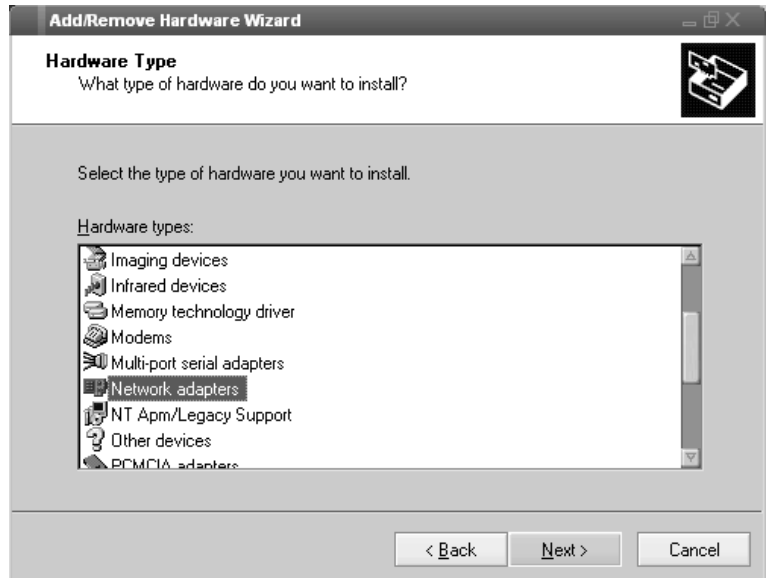 Add/Remove Hardware Wizard
Hardware Type
What type of hardware do you want to install?
Select the type of hardware you want to install.
Hardware types:
Imaging devices
Infrared devices
Memory technology driver
Modems
Multi-port serial adapters
Network adapters
NT Apm/Legacy Support
Other devices
PCMCIA adapters
< Back Next > Cancel